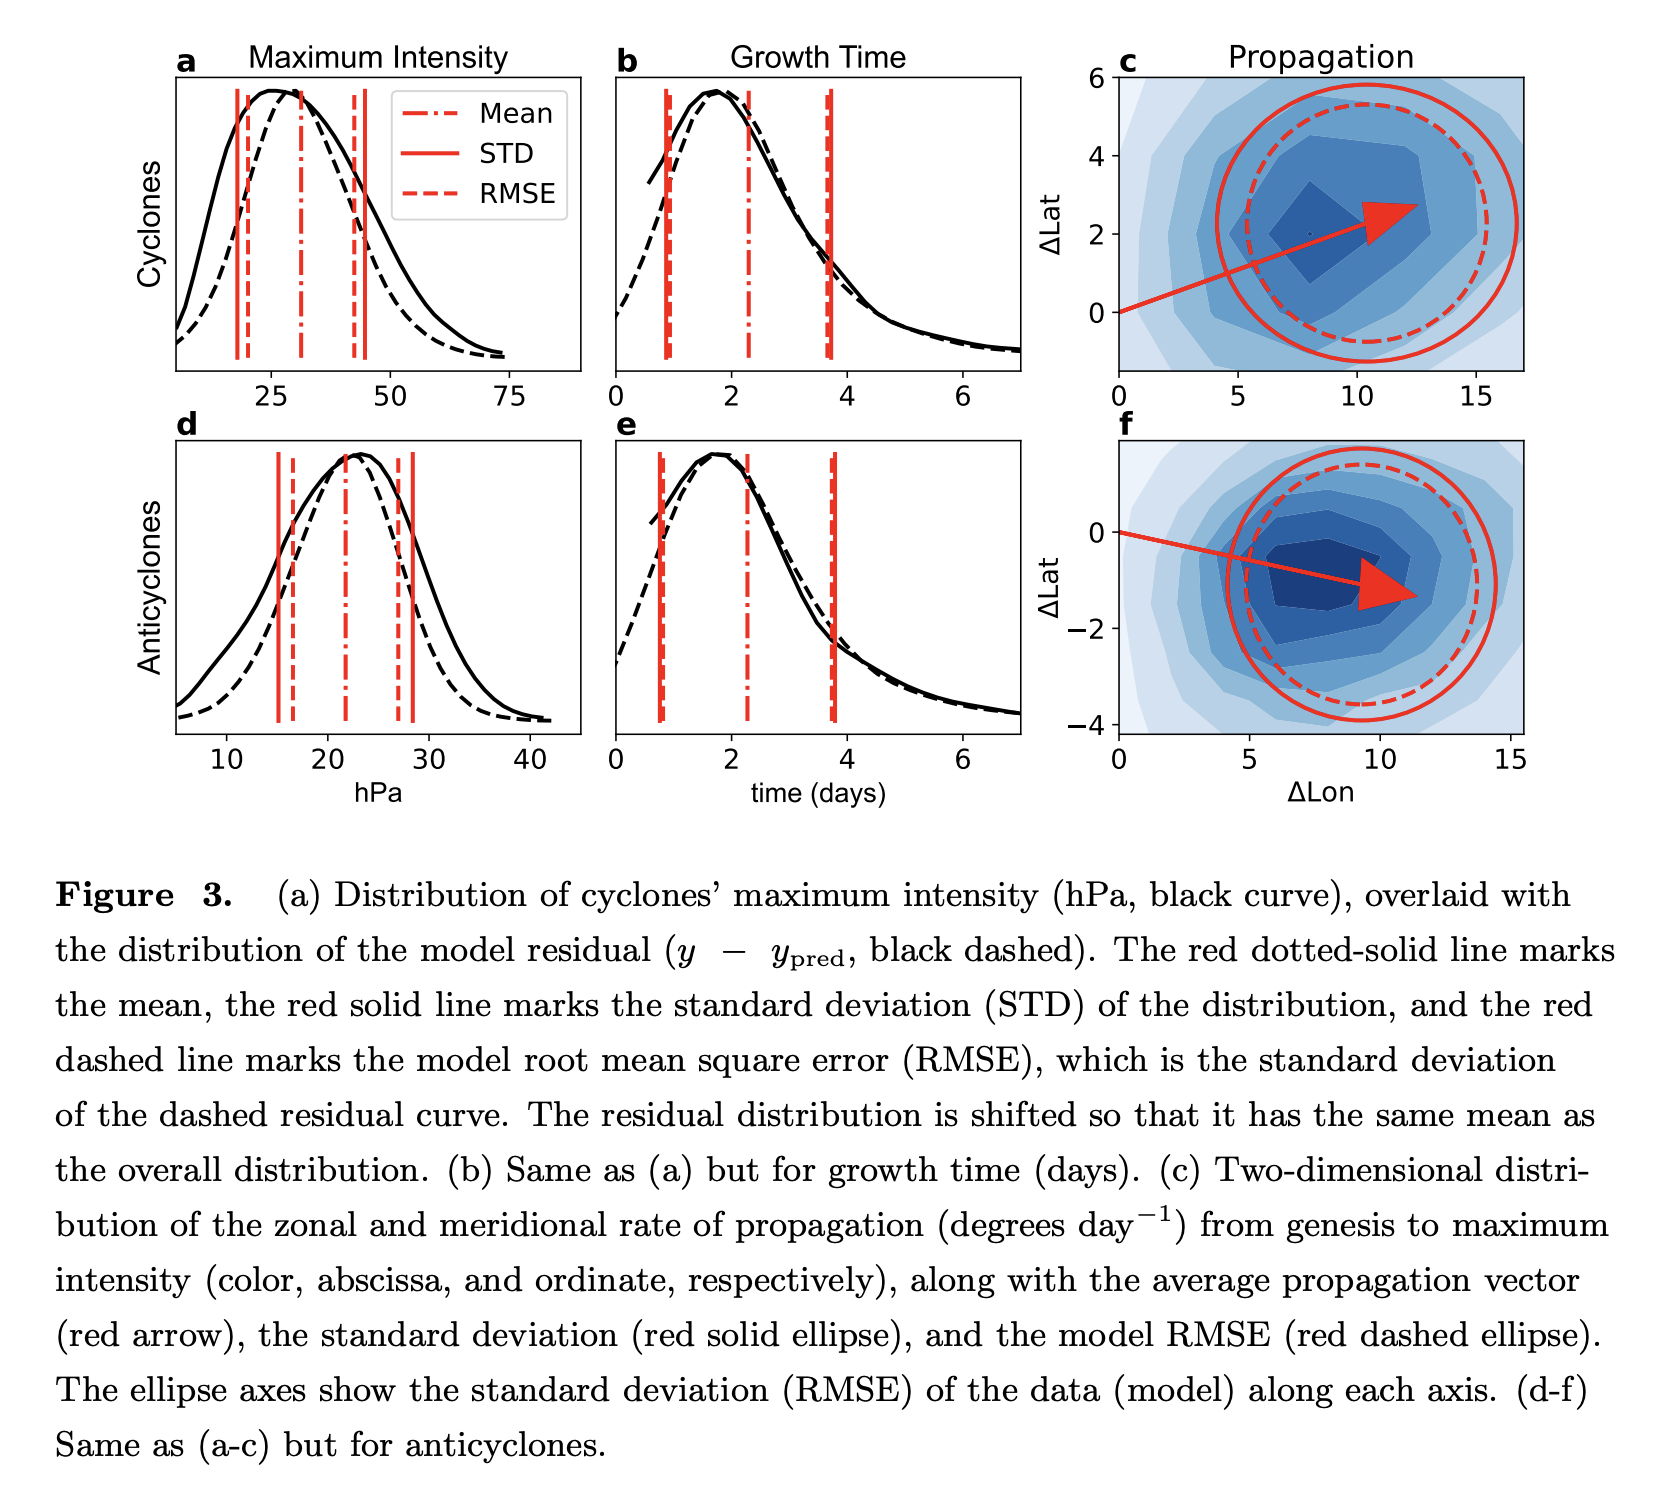 a Maximum Intensity b Growth Time c Propagation
Cyclones
Mean
STD
RMSE
ΔLat
6
4
2
0
25 50 75
0 2 4 6
0 5 10 15
d e f
Anticyclones
ΔLat
0
−2
−4
10 20 30 40
0 2 4 6
0 5 10 15
hPa
time (days)
ΔLon
Figure 3. (a) Distribution of cyclones’ maximum intensity (hPa, black curve), overlaid with
the distribution of the model residual (y − ypred, black dashed). The red dotted-solid line marks
the mean, the red solid line marks the standard deviation (STD) of the distribution, and the red
dashed line marks the model root mean square error (RMSE), which is the standard deviation
of the dashed residual curve. The residual distribution is shifted so that it has the same mean as
the overall distribution. (b) Same as (a) but for growth time (days). (c) Two-dimensional distri-
bution of the zonal and meridional rate of propagation (degrees day−1) from genesis to maximum
intensity (color, abscissa, and ordinate, respectively), along with the average propagation vector
(red arrow), the standard deviation (red solid ellipse), and the model RMSE (red dashed ellipse).
The ellipse axes show the standard deviation (RMSE) of the data (model) along each axis. (d-f)
Same as (a-c) but for anticyclones.